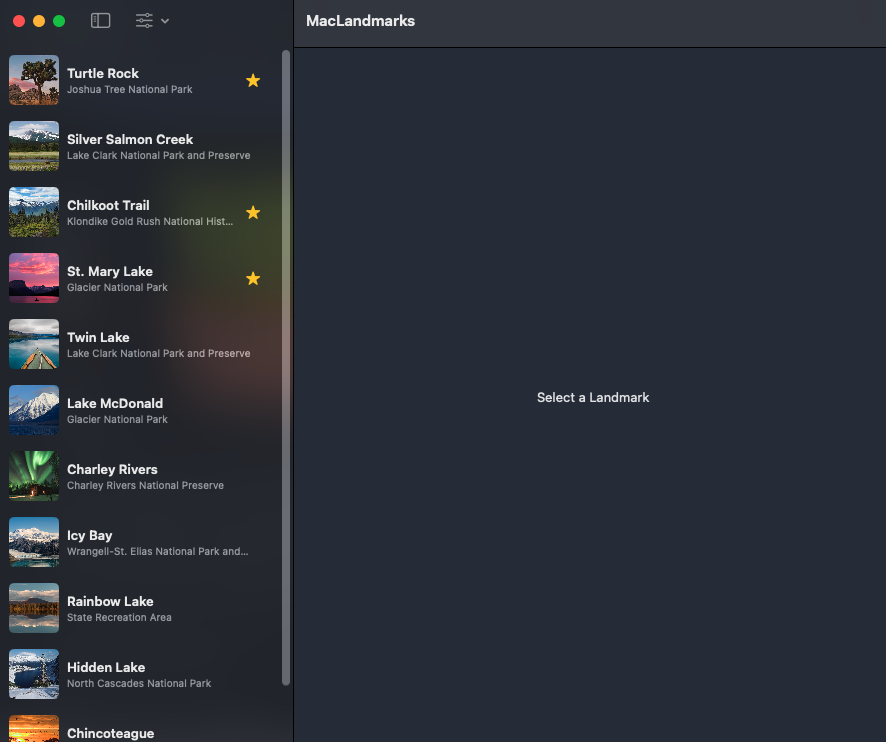 MacLandmarks
Turtle Rock
Joshua Tree National Park
Silver Salmon Creek
Lake Clark National Park and Preserve
Chilkoot Trail
Klondike Gold Rush National Hist...
St. Mary Lake
Glacier National Park
Twin Lake
Lake Clark National Park and Preserve
Lake McDonald
Glacier National Park
Charley Rivers
Charley Rivers National Preserve
Icy Bay
Wrangell-St. Elias National Park and...
Rainbow Lake
State Recreation Area
Hidden Lake
North Cascades National Park
Chincoteague
Select a Landmark